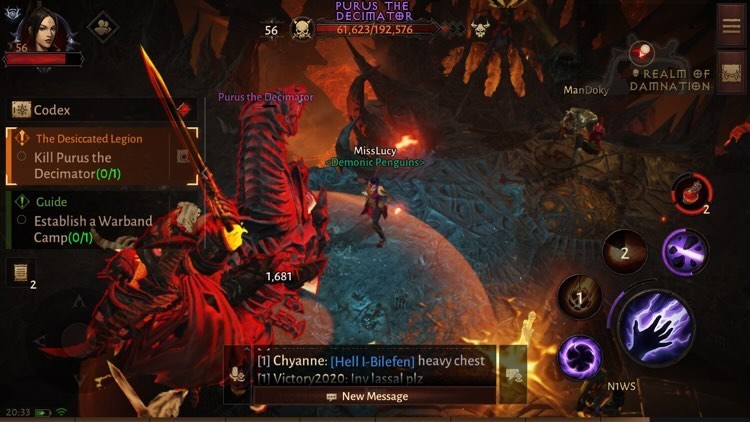 PURUS THE
DECIMATOR
56
61,623/192,576
56
REALM OF
DAMNATION
ManDoky
Purus the Decimator
Codex
The Desiccated Legion
Kill Purus the
Decimator(0/1)
MissLucy
<Demonic Penguins>
Guide
Establish a Warband
Camp(0/1)
2
2
2
1
1,681
[1] Chyanne: [Hell I-Bilefen] heavy chest
[1] Victory2020: Inv lassal plz
New Message
N1WS
20:33